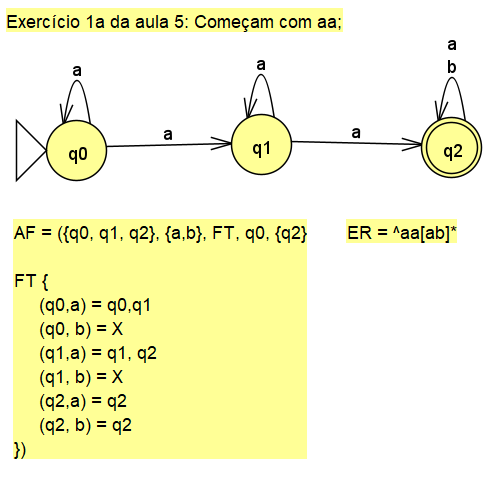 Exercício 1a da aula 5: Começam com aa;
a
a
a
b
a
a
q0
q1
q2
AF = ({q0, q1, q2}, {a,b}, FT, q0, {q2}
ER = ^aa[ab]*
FT {
(q0,a) = q0,q1
(q0, b) = X
(q1,a) = q1, q2
(q1, b) = X
(q2,a) = q2
(q2, b) = q2
})